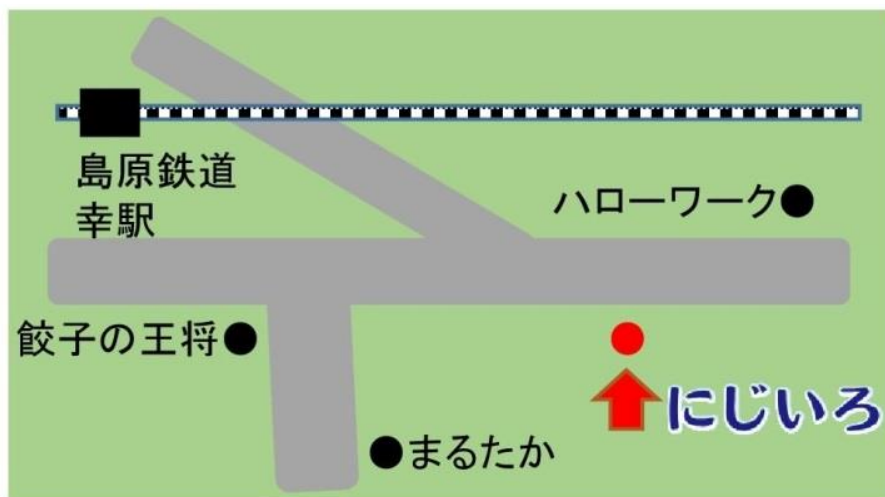 島原鉄道
幸駅
ハローワーク
餃子の王将
にじいろ
まるたか